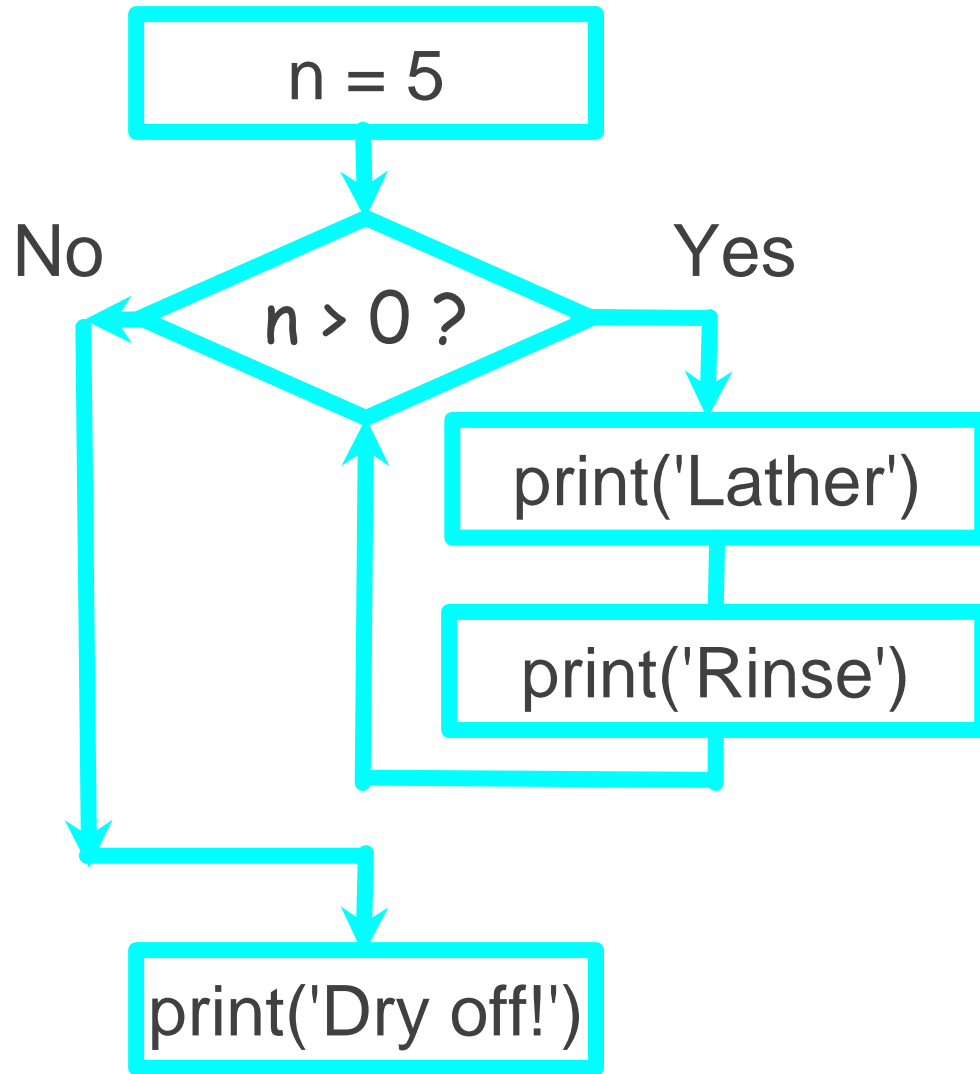 n = 5
No
Yes
n > 0 ?
print('Lather')
print('Rinse')
print('Dry off!')